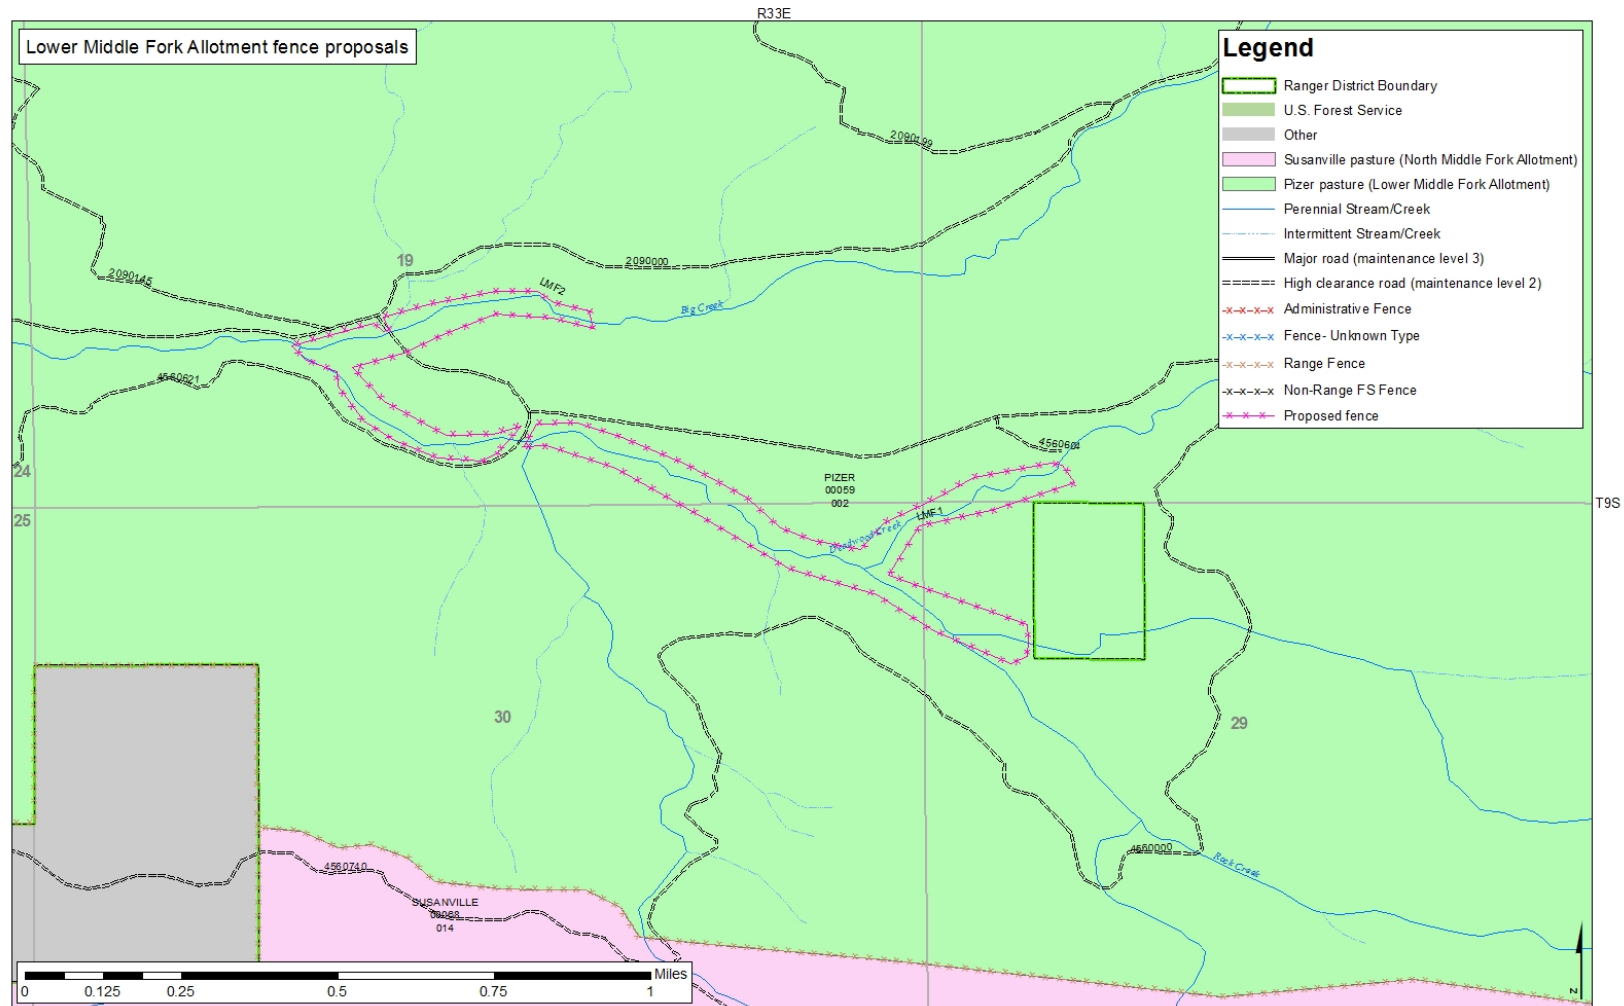 R33E
Lower Middle Fork Allotment fence proposals
Legend
Ranger District Boundary
U.S. Forest Service
Other
Susanville pasture (North Middle Fork Allotment)
Pizer pasture (Lower Middle Fork Allotment)
Perennial Stream/Creek
Intermittent Stream/Creek
Major road (maintenance level 3)
High clearance road (maintenance level 2)
Administrative Fence
Fence- Unknown Type
Range Fence
Non-Range FS Fence
Proposed fence
2090199
19
2090000
2090145
LMF2
Big Creek
4560621
4560601
24
PIZER
00059
002
25
T9S
LMF1
Deadwood Creek
30
29
4560000
Rock Creek
4560740
SUSANVILLE
00068
014
Miles
0 0.125 0.25 0.5 0.75 1
N